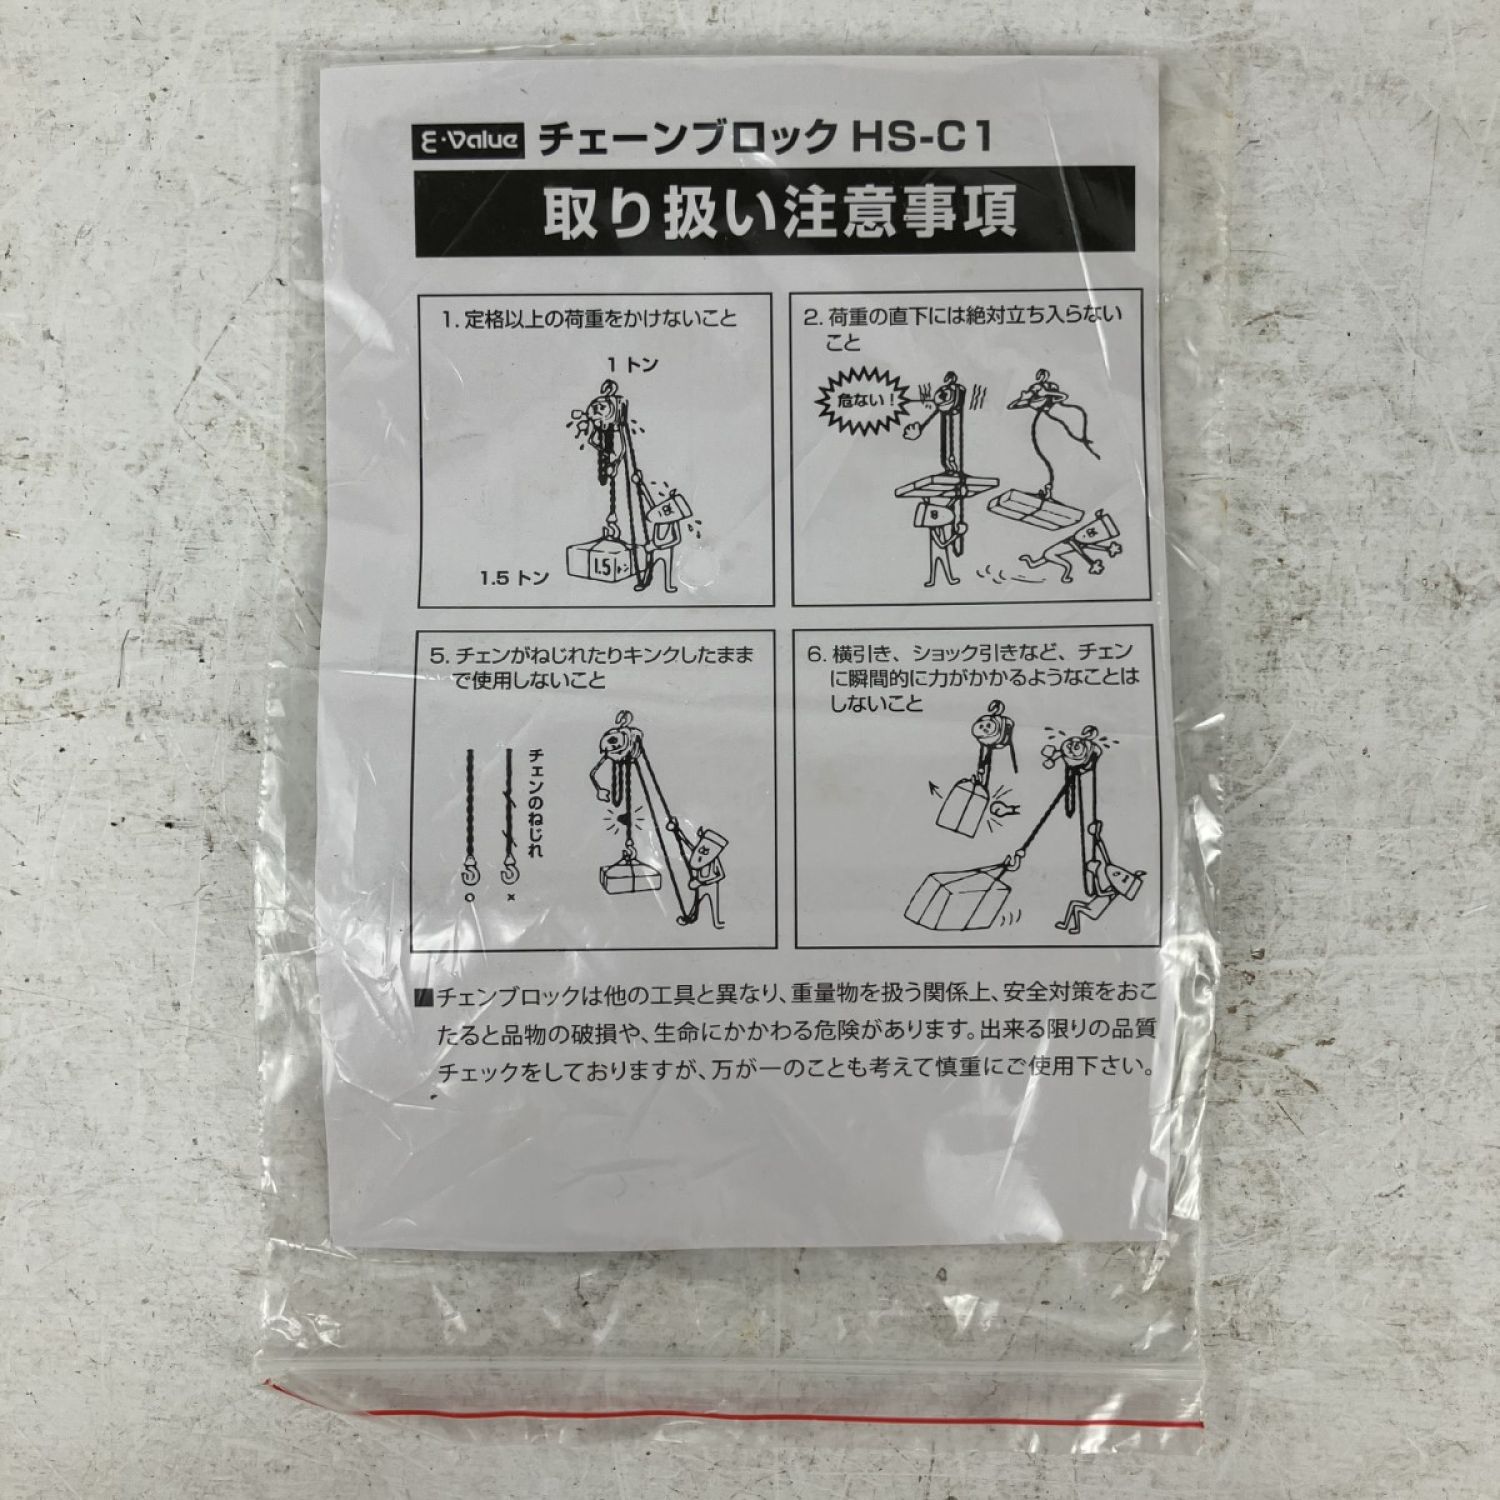 E·Value チェーンブロック HS-C1
取り扱い注意事項
1. 定格以上の荷重をかけないこと
1 トン
1.5 トン
1.5 トン
2. 荷重の直下には絶対立ち入らない
こと
危ない!
5. チェンがねじれたりキンクしたまま
で使用しないこと
チェンのねじれ
○ ×
6. 横引き、ショック引きなど、チェン
に瞬間的に力がかかるようなことは
しないこと
■チェンブロックは他の工具と異なり、重量物を扱う関係上、安全対策をおこ
たると品物の破損や、生命にかかわる危険があります。出来る限りの品質
チェックをしておりますが、万が一のことも考えて慎重にご使用下さい。